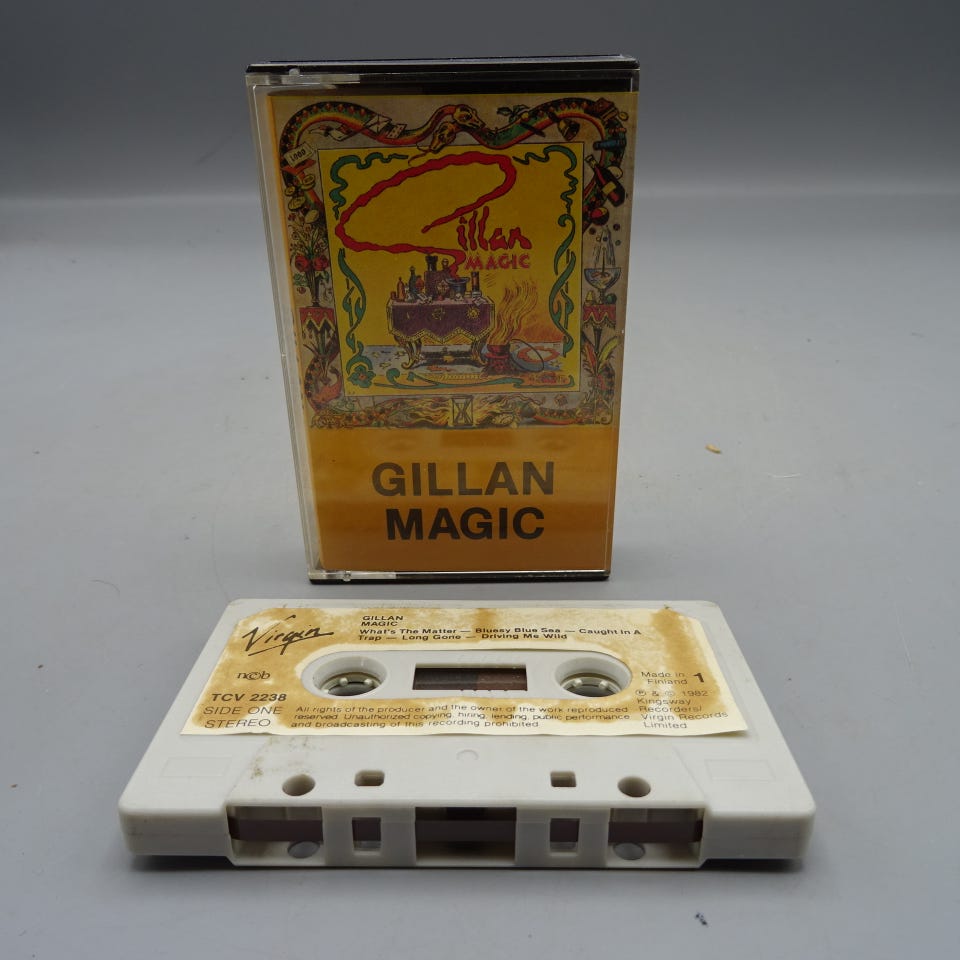 Gillan
MAGIC
GILLAN
MAGIC
Virgin
GILLAN
MAGIC
What's The Matter — Bluesy Blue Sea — Caught In A
Trap — Long Gone — Driving Me Wild
ncb
TCV 2238
SIDE ONE
STEREO
All rights of the producer and the owner of the work reproduced
reserved. Unauthorized copying, hiring, lending, public performance
and broadcasting of this recording prohibited
Made in
Finland
1
℗ & © 1982
Kingsway
Recorders/
Virgin Records
Limited